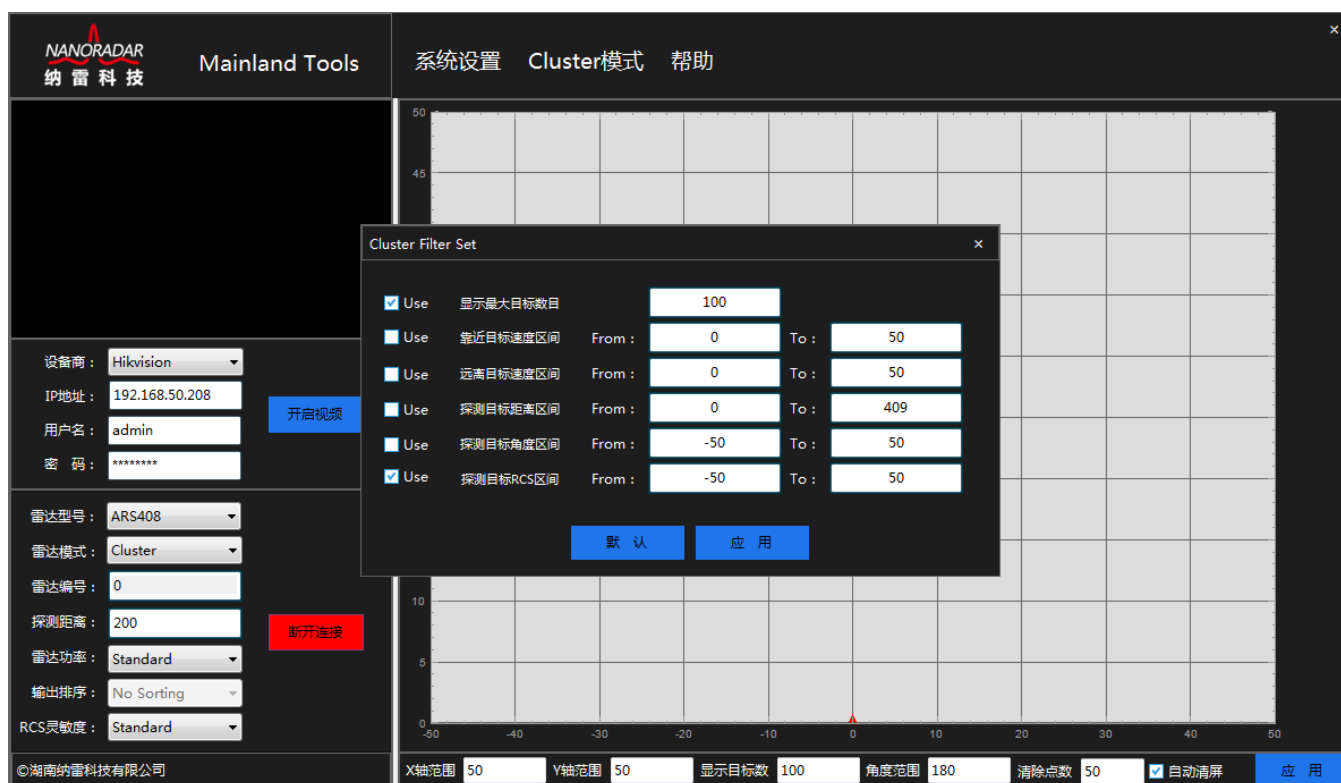 NANORADAR
纳雷科技
Mainland Tools
系统设置 Cluster模式 帮助
×
50
45
10
5
0
-50 -40 -30 -20 -10 0 10 20 30 40 50
Cluster Filter Set ×
Use 显示最大目标数目 100
Use 靠近目标速度区间 From : 0 To : 50
Use 远离目标速度区间 From : 0 To : 50
Use 探测目标距离区间 From : 0 To : 409
Use 探测目标角度区间 From : -50 To : 50
Use 探测目标RCS区间 From : -50 To : 50
默 认 应 用
设备商： Hikvision
IP地址： 192.168.50.208
开启视频
用户名： admin
密 码： ********
雷达型号： ARS408
雷达模式： Cluster
雷达编号： 0
探测距离： 200
断开连接
雷达功率： Standard
输出排序： No Sorting
RCS灵敏度： Standard
©湖南纳雷科技有限公司
X轴范围 50 Y轴范围 50 显示目标数 100 角度范围 180 清除点数 50 自动清屏 应 用